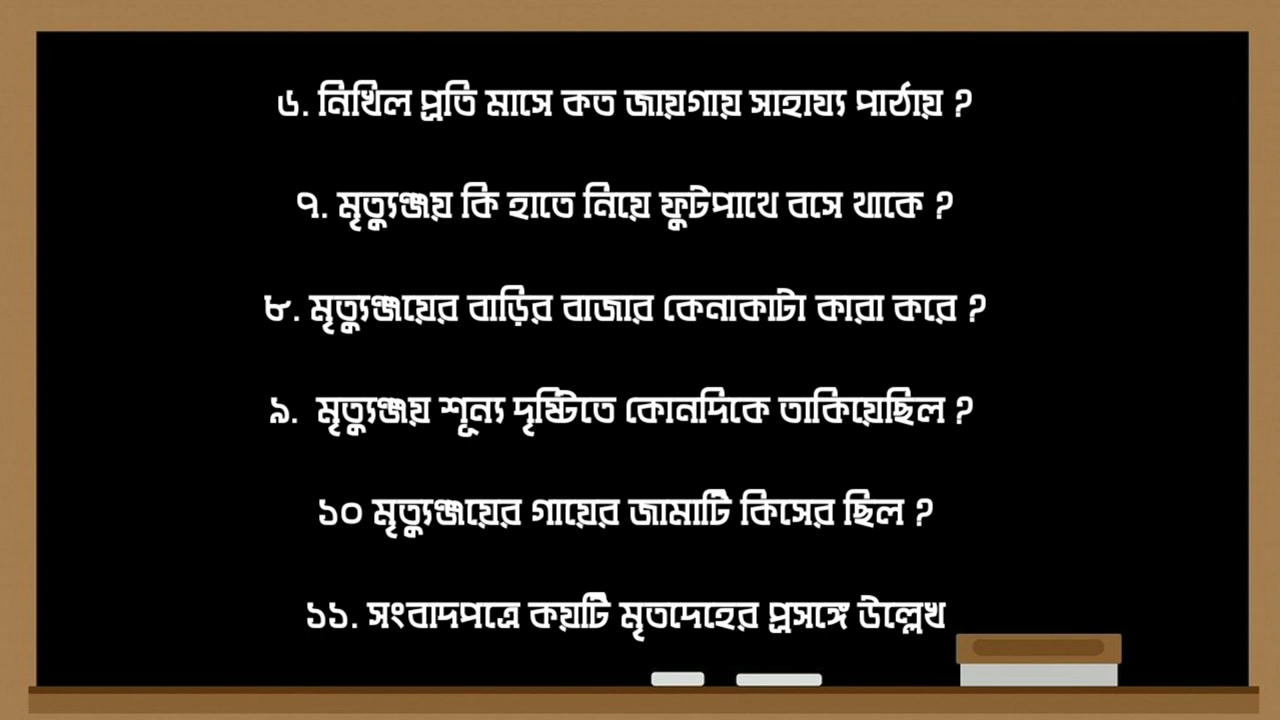 ৬. নিখিল প্রতি মাসে কত জায়গায় সাহায্য পাঠায় ?
৭. মৃত্যুঞ্জয় কি হাতে নিয়ে ফুটপাথে বসে থাকে ?
৮. মৃত্যুঞ্জয়ের বাড়ির বাজার কেনাকাটা কারা করে ?
৯. মৃত্যুঞ্জয় শূন্য দৃষ্টিতে কোনদিকে তাকিয়েছিল ?
১০ মৃত্যুঞ্জয়ের গায়ের জামাটি কিসের ছিল ?
১১. সংবাদপত্রে কয়টি মৃতদেহের প্রসঙ্গে উল্লেখ